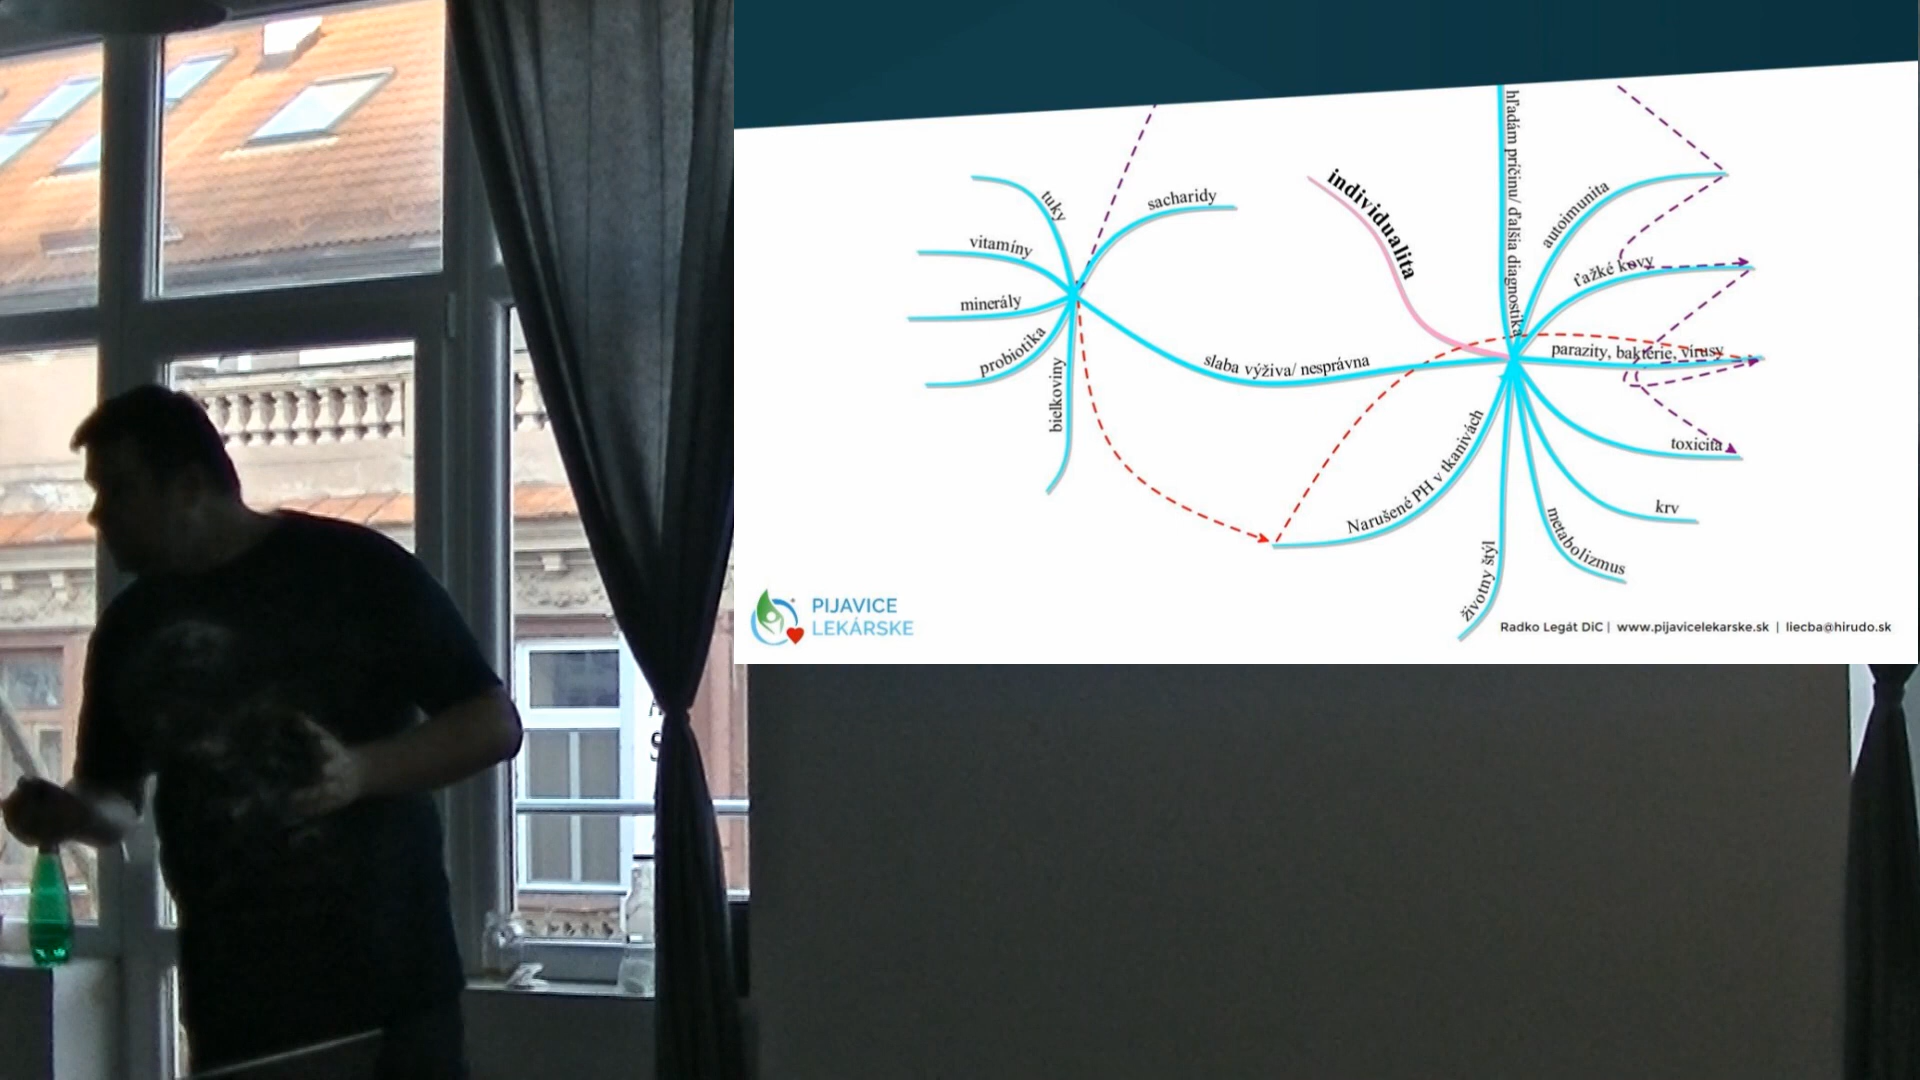 hľadám príčinu/ ďalšia diagnostika
individualita
tuky
sacharidy
vitamíny
minerály
probiotika
bielkoviny
slaba výživa/ nesprávna
autoimunita
ťažké kovy
parazity, baktérie, vírusy
toxicita
krv
metabolizmus
životny štýl
Narušené PH v tkanivách
PIJAVICE
LEKÁRSKE
Radko Legát DiC | www.pijavicelekarske.sk | liecba@hirudo.sk